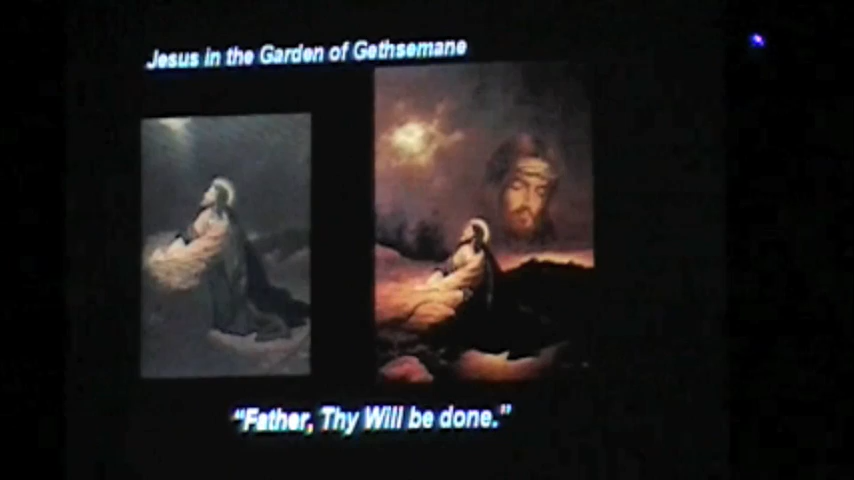 Jesus in the Garden of Gethsemane
“Father, Thy Will be done.”